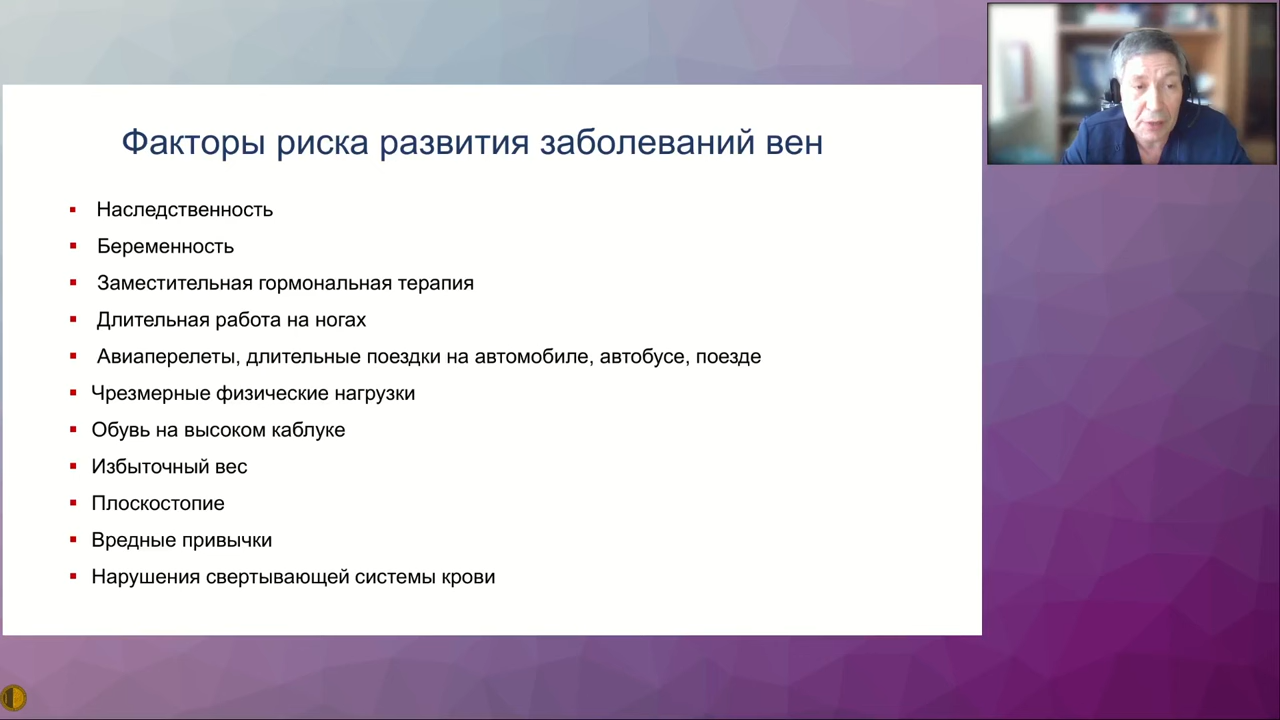 Факторы риска развития заболеваний вен
Наследственность
Беременность
Заместительная гормональная терапия
Длительная работа на ногах
Авиаперелеты, длительные поездки на автомобиле, автобусе, поезде
Чрезмерные физические нагрузки
Обувь на высоком каблуке
Избыточный вес
Плоскостопие
Вредные привычки
Нарушения свертывающей системы крови